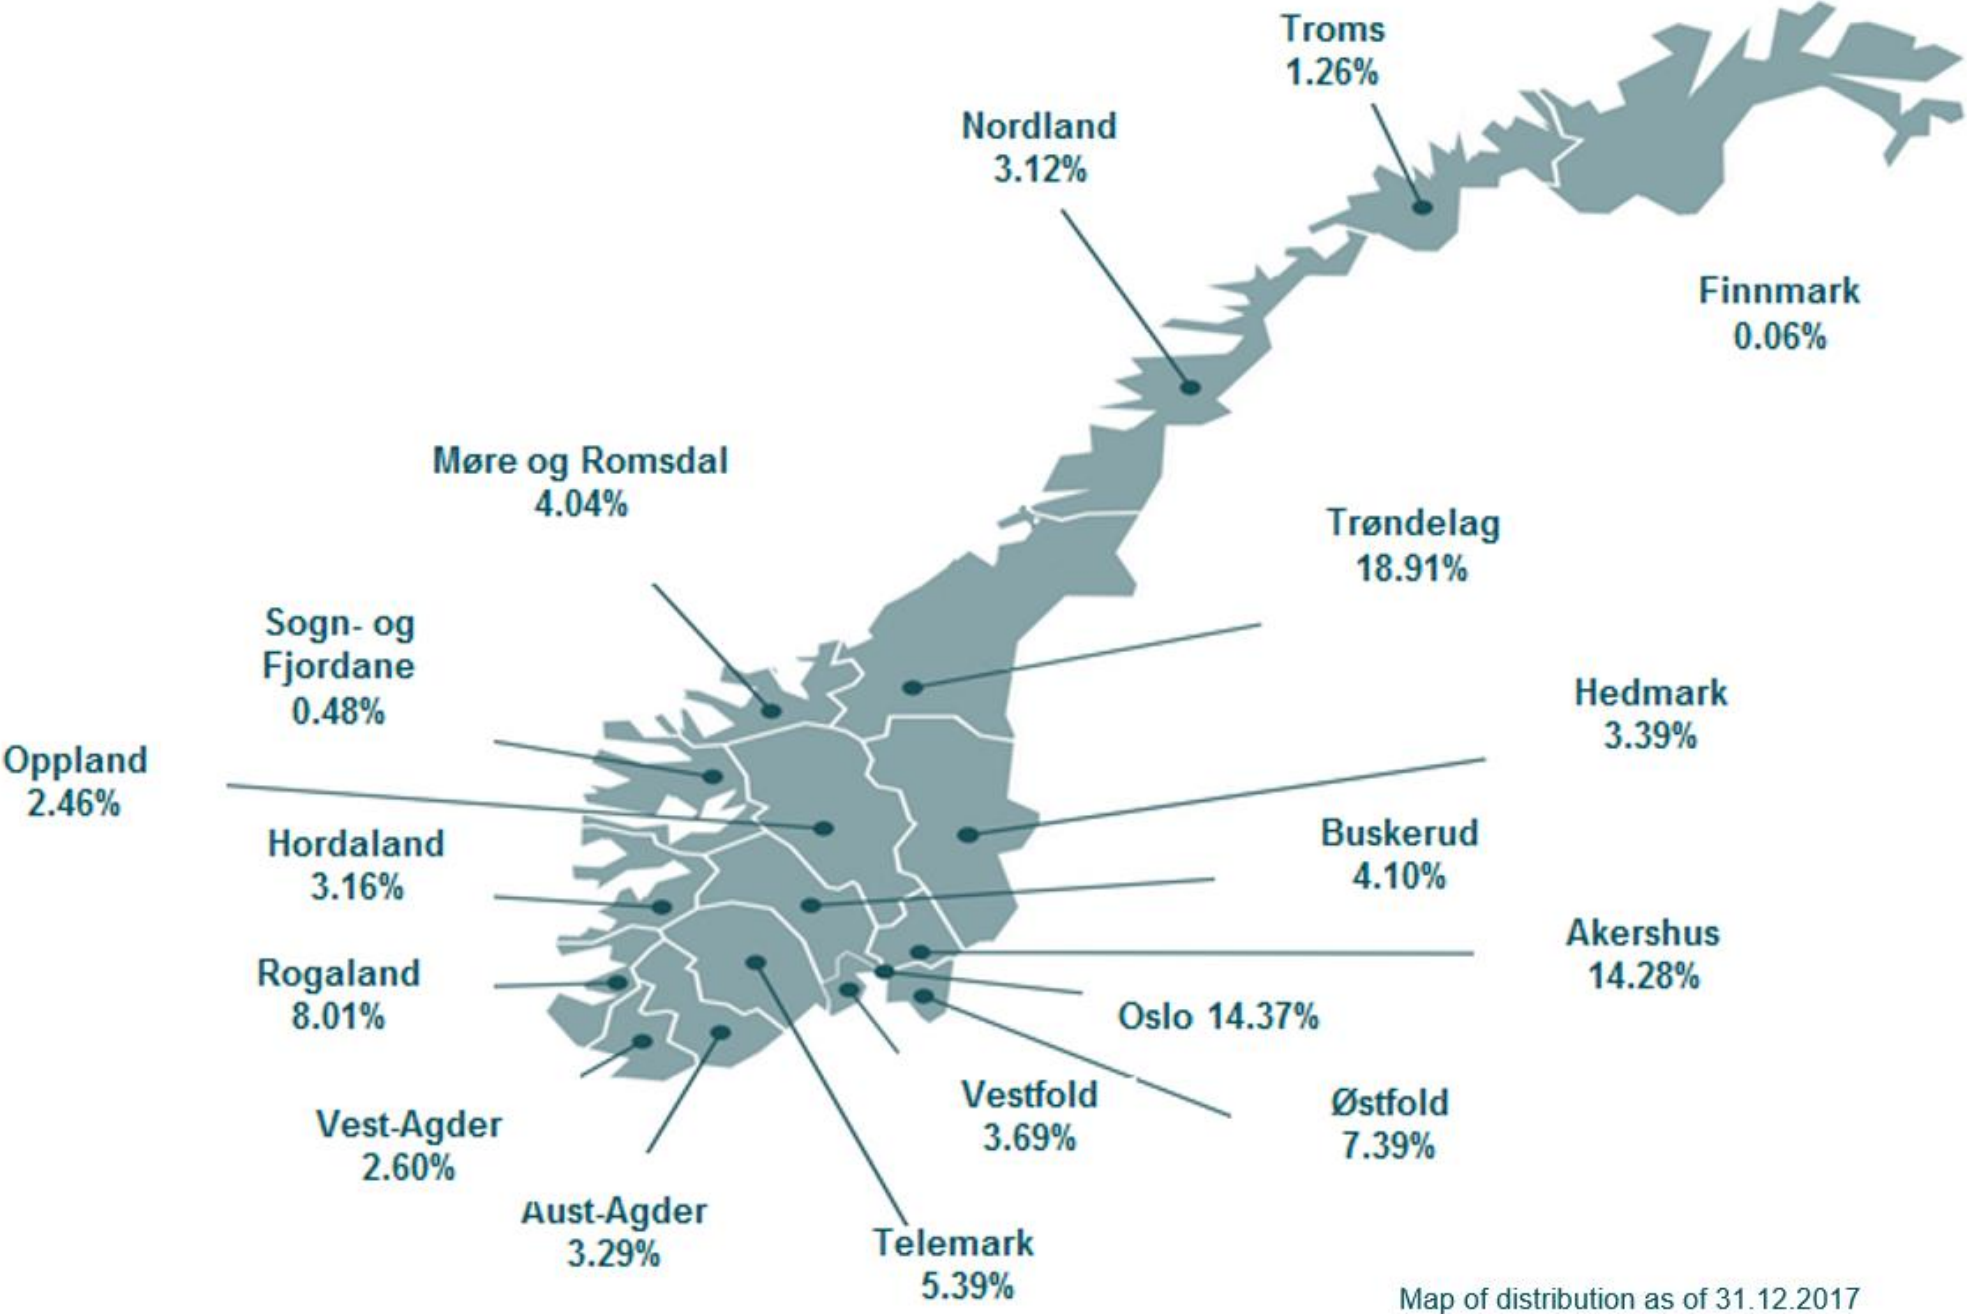 Troms
1.26%
Nordland
3.12%
Finnmark
0.06%
Møre og Romsdal
4.04%
Trøndelag
18.91%
Sogn- og
Fjordane
0.48%
Hedmark
3.39%
Oppland
2.46%
Hordaland
3.16%
Buskerud
4.10%
Akershus
14.28%
Rogaland
8.01%
Oslo 14.37%
Vestfold
3.69%
Østfold
7.39%
Vest-Agder
2.60%
Aust-Agder
3.29%
Telemark
5.39%
Map of distribution as of 31.12.2017